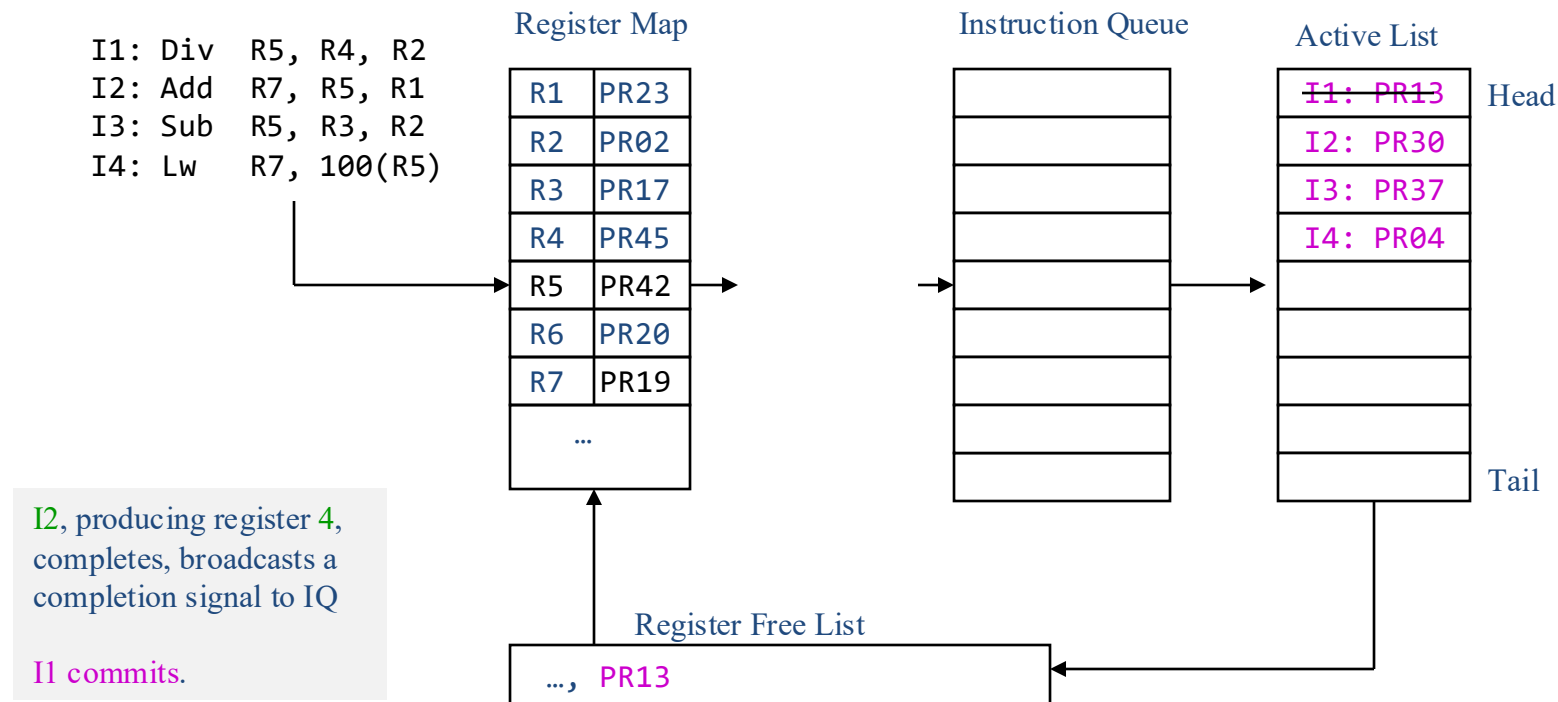 Register Map
Instruction Queue
Active List
I1: Div R5, R4, R2
I2: Add R7, R5, R1
I3: Sub R5, R3, R2
I4: Lw R7, 100(R5)
R1 PR23
R2 PR02
R3 PR17
R4 PR45
R5 PR42
R6 PR20
R7 PR19
…
I1: PR13
I2: PR30
I3: PR37
I4: PR04
Head
Tail
I2, producing register 4,
completes, broadcasts a
completion signal to IQ
I1 commits.
Register Free List
…, PR13